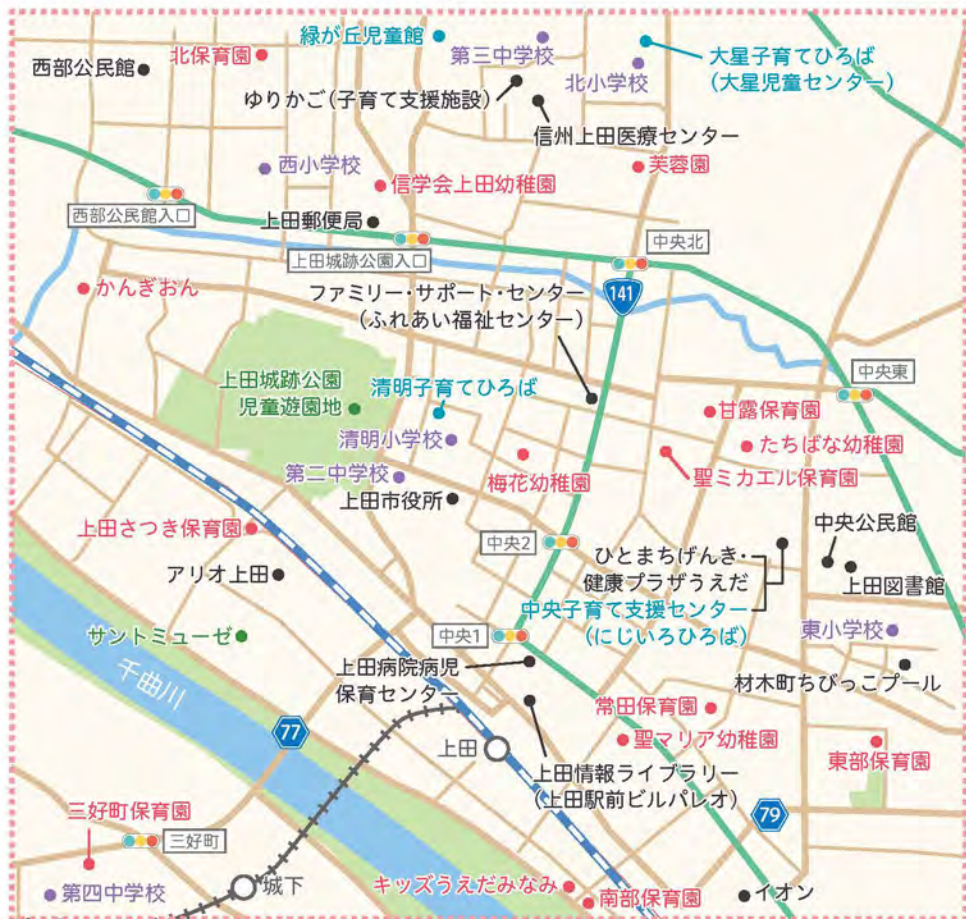 緑が丘児童館
第三中学校
大星子育てひろば
(大星児童センター)
北保育園
西部公民館
北小学校
ゆりかご(子育て支援施設)
信州上田医療センター
西小学校
芙蓉園
信学会上田幼稚園
西部公民館入口
上田郵便局
中央北
上田城跡公園入口
かんぎおん
ファミリー・サポート・センター
(ふれあい福祉センター)
141
上田城跡公園
児童遊園地
清明子育てひろば
中央東
甘露保育園
清明小学校
たちばな幼稚園
第二中学校
梅花幼稚園
聖ミカエル保育園
上田市役所
上田さつき保育園
中央2
中央公民館
ひとまちげんき・
健康プラザうえだ
アリオ上田
上田図書館
中央子育て支援センター
(にじいろひろば)
サントミューゼ
中央1
東小学校
上田病院病児
保育センター
材木町ちびっこプール
千曲川
常田保育園
77
聖マリア幼稚園
上田
東部保育園
上田情報ライブラリー
(上田駅前ビルパレオ)
三好町保育園
79
三好町
第四中学校
城下
キッズうえだみなみ
南部保育園
イオン